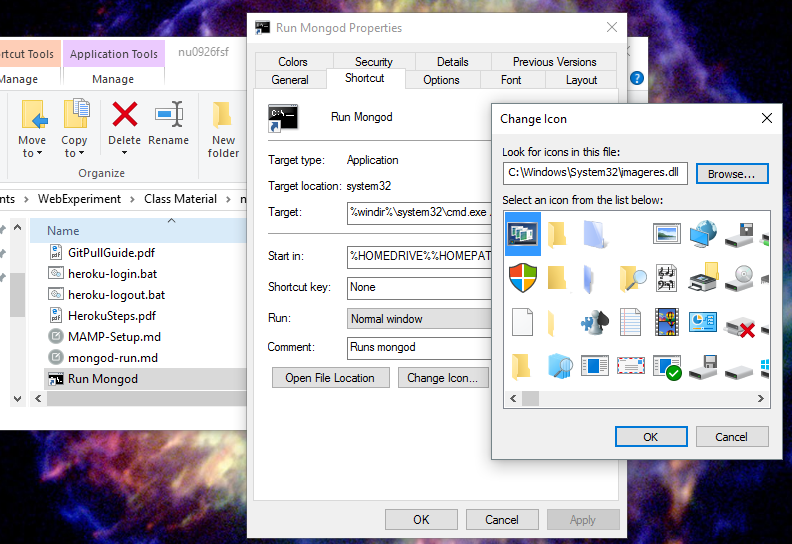 rtcut Tools
Application Tools
nu0926fsf
Manage
Manage
Move to
Copy to
Delete
Rename
New folder
Organize
nts > WebExperiment > Class Material > n
Name
GitPullGuide.pdf
heroku-login.bat
heroku-logout.bat
HerokuSteps.pdf
MAMP-Setup.md
mongod-run.md
Run Mongod
Run Mongod Properties
Colors
Security
Details
Previous Versions
General
Shortcut
Options
Font
Layout
C:\_
Run Mongod
Target type:
Application
Target location:
system32
Target:
%windir%\system32\cmd.exe
Start in:
%HOMEDRIVE%%HOMEPAT
Shortcut key:
None
Run:
Normal window
Comment:
Runs mongod
Open File Location
Change Icon...
OK
Cancel
Apply
Change Icon
Look for icons in this file:
C:\Windows\System32\imageres.dll
Browse...
Select an icon from the list below:
OK
Cancel